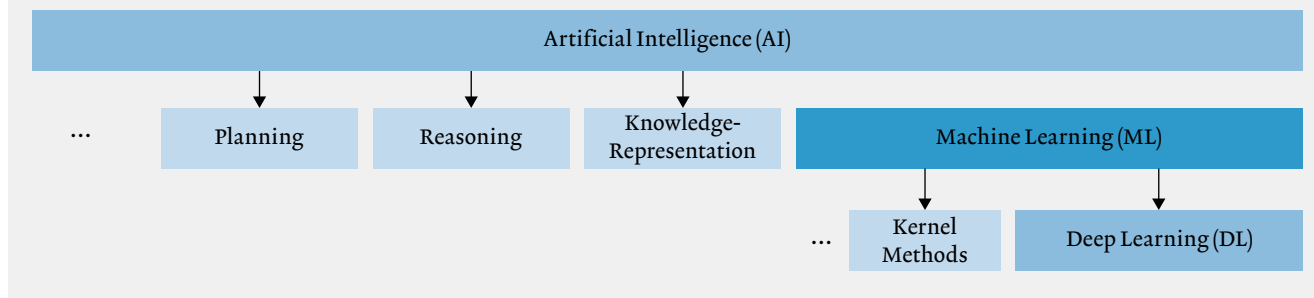 Artificial Intelligence (AI)
... Planning Reasoning Knowledge-
Representation Machine Learning (ML)
... Kernel
Methods Deep Learning (DL)